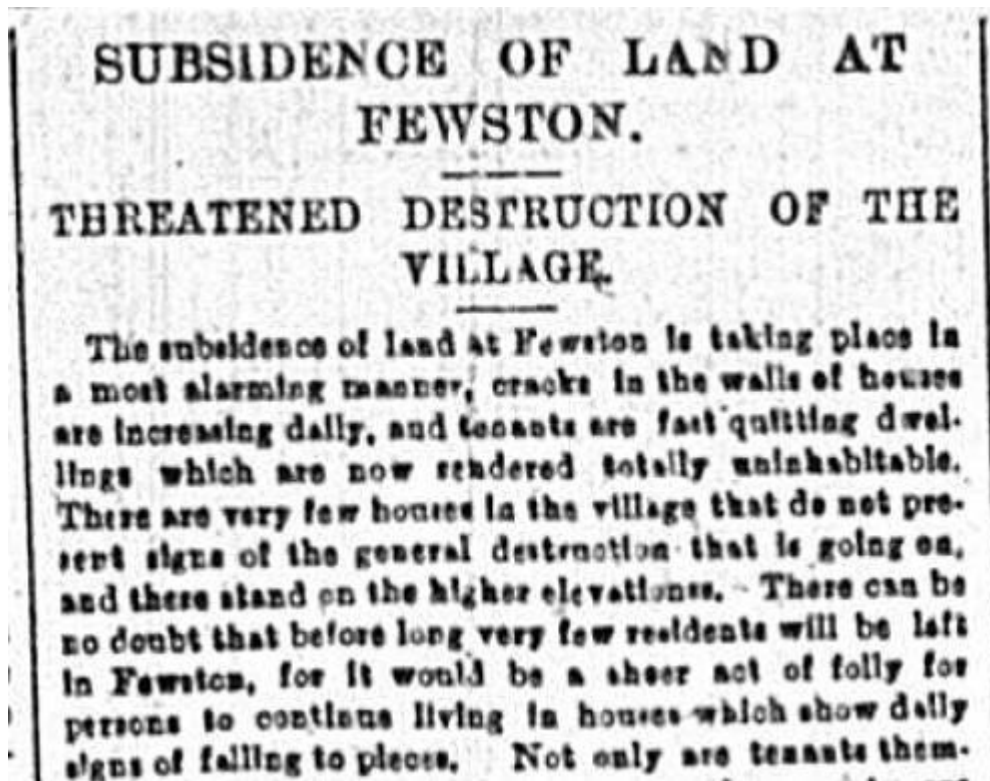 SUBSIDENCE OF LAND AT
FEWSTON.
THREATENED DESTRUCTION OF THE
VILLAGE.
The subsidence of land at Fewston is taking place in
a most alarming manner, cracks in the walls of houses
are increasing daily, and tenants are fast quitting dwel-
lings which are now rendered totally uninhabitable.
There are very few houses in the village that do not pre-
sent signs of the general destruction that is going on,
and these stand on the higher elevations. There can be
no doubt that before long very few residents will be left
in Fewston, for it would be a sheer act of folly for
persons to continue living in houses which show daily
signs of falling to pieces. Not only are tenants them-